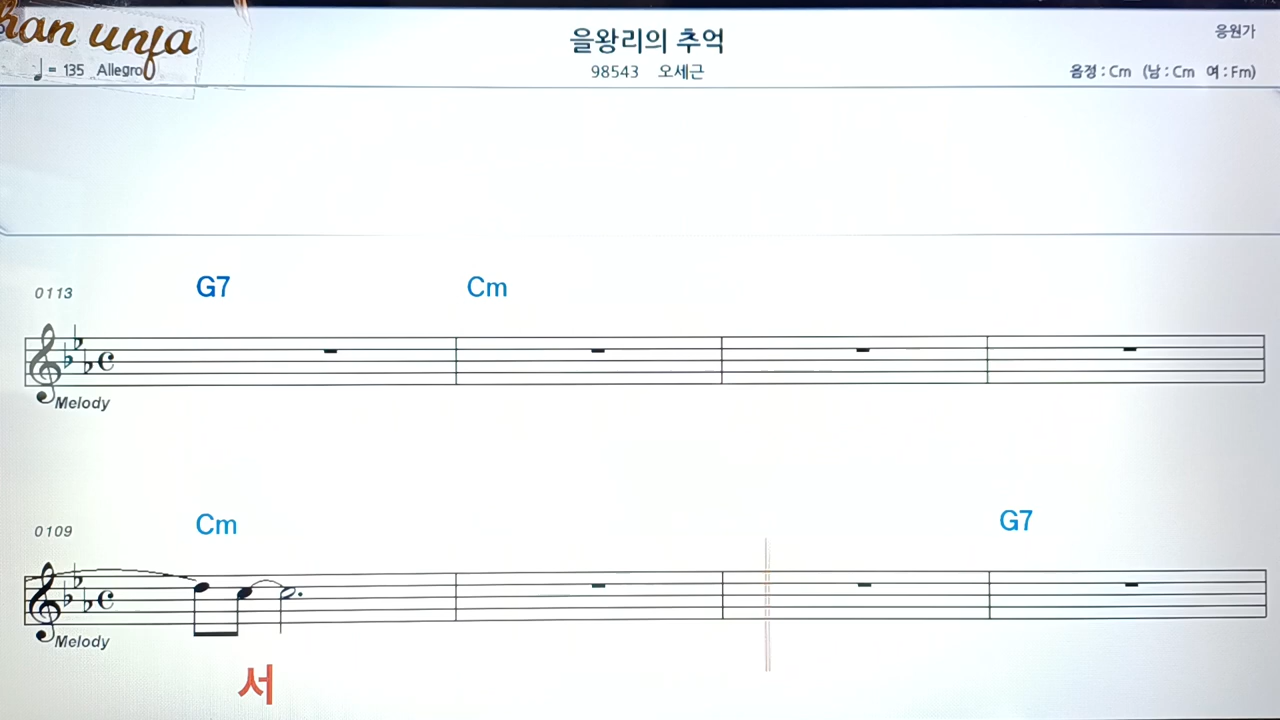 han unfa
을왕리의 추억
응원가
♩= 135 Allegro
98543 오세근
음정 : Cm (남 : Cm 여 : Fm)
0113 G7 Cm
Melody
0109 Cm G7
Melody
서